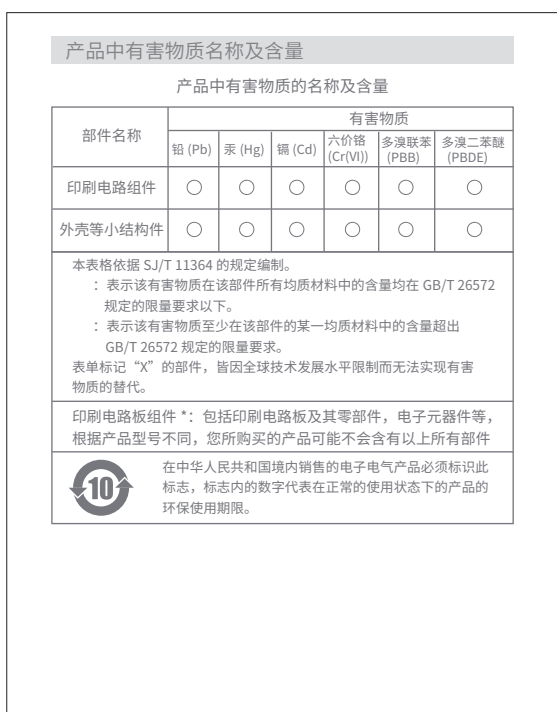 产品中有害物质名称及含量
产品中有害物质的名称及含量
部件名称
有害物质
铅 (Pb)
汞 (Hg)
镉 (Cd)
六价铬
(Cr(VI))
多溴联苯
(PBB)
多溴二苯醚
(PBDE)
印刷电路组件 ○ ○ ○ ○ ○ ○
外壳等小结构件 ○ ○ ○ ○ ○ ○
本表格依据 SJ/T 11364 的规定编制。
：表示该有害物质在该部件所有均质材料中的含量均在 GB/T 26572
规定的限量要求以下。
：表示该有害物质至少在该部件的某一均质材料中的含量超出
GB/T 26572 规定的限量要求。
表单标记“X”的部件，皆因全球技术发展水平限制而无法实现有害
物质的替代。
印刷电路板组件 *：包括印刷电路板及其零部件，电子元器件等，
根据产品型号不同，您所购买的产品可能不会含有以上所有部件
10
在中华人民共和国境内销售的电子电气产品必须标识此
标志，标志内的数字代表在正常的使用状态下的产品的
环保使用期限。